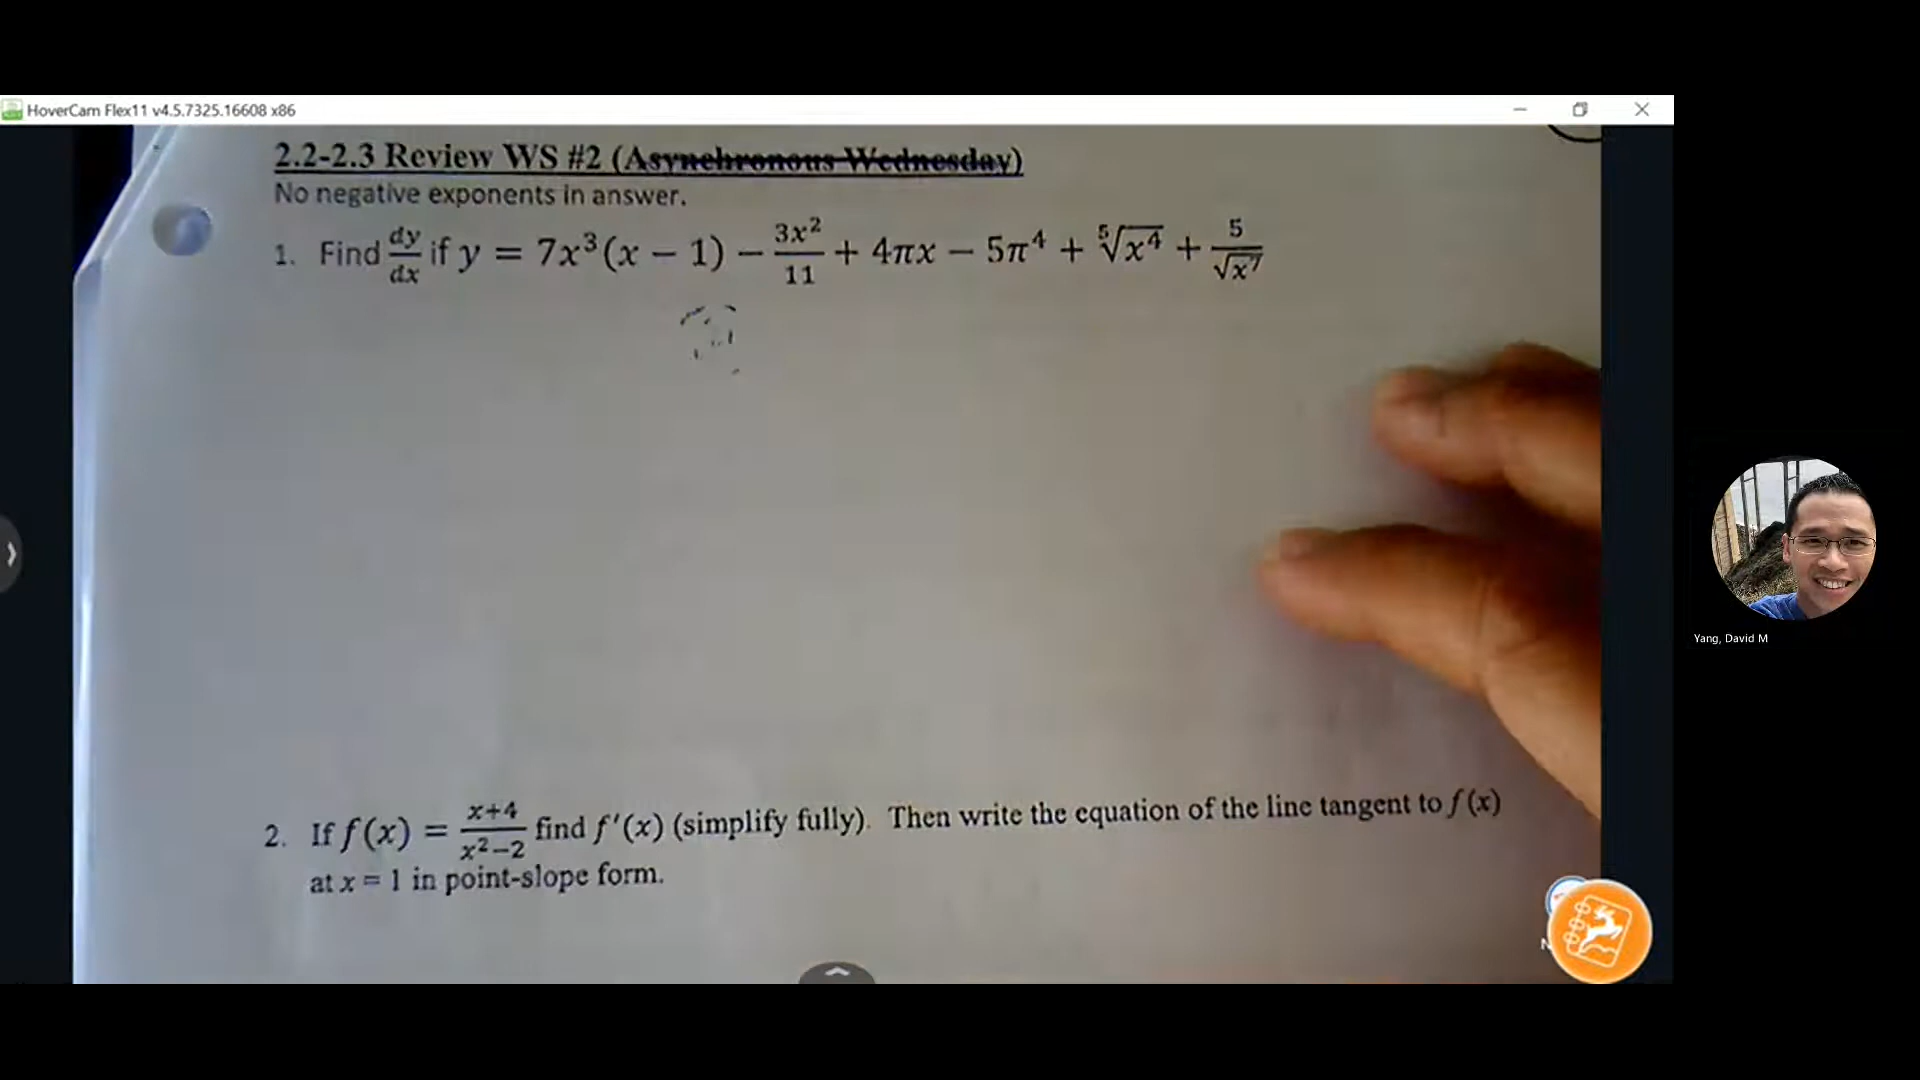 HoverCam Flex11 v4.5.7325.16608 x86
2.2-2.3 Review WS #2 (Asynchronous Wednesday)
No negative exponents in answer.
1. Find dy/dx if y = 7x³(x − 1) − 3x²/11 + 4πx − 5π⁴ + ⁵√x⁴ + 5/√x⁷
2. If f(x) = x+4/x²−2 find f′(x) (simplify fully). Then write the equation of the line tangent to f(x)
at x = 1 in point-slope form.
Yang, David M